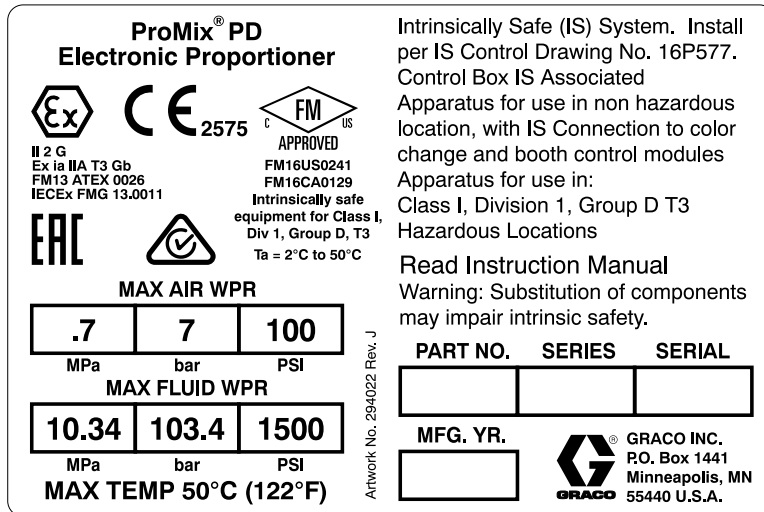 ProMix® PD
Electronic Proportioner
Ex
CE 2575
FM
C US
APPROVED
II 2 G
Ex ia IIA T3 Gb
FM13 ATEX 0026
IECEx FMG 13.0011
FM16US0241
FM16CA0129
Intrinsically safe
equipment for Class I,
Div 1, Group D, T3
Ta = 2°C to 50°C
EAC
MAX AIR WPR
.7 7 100
MPa bar PSI
MAX FLUID WPR
10.34 103.4 1500
MPa bar PSI
MAX TEMP 50°C (122°F)
Artwork No. 294022 Rev. J
Intrinsically Safe (IS) System. Install
per IS Control Drawing No. 16P577.
Control Box IS Associated
Apparatus for use in non hazardous
location, with IS Connection to color
change and booth control modules
Apparatus for use in:
Class I, Division 1, Group D T3
Hazardous Locations
Read Instruction Manual
Warning: Substitution of components
may impair intrinsic safety.
PART NO. SERIES SERIAL
MFG. YR.
GRACO
®
GRACO INC.
P.O. Box 1441
Minneapolis, MN
55440 U.S.A.